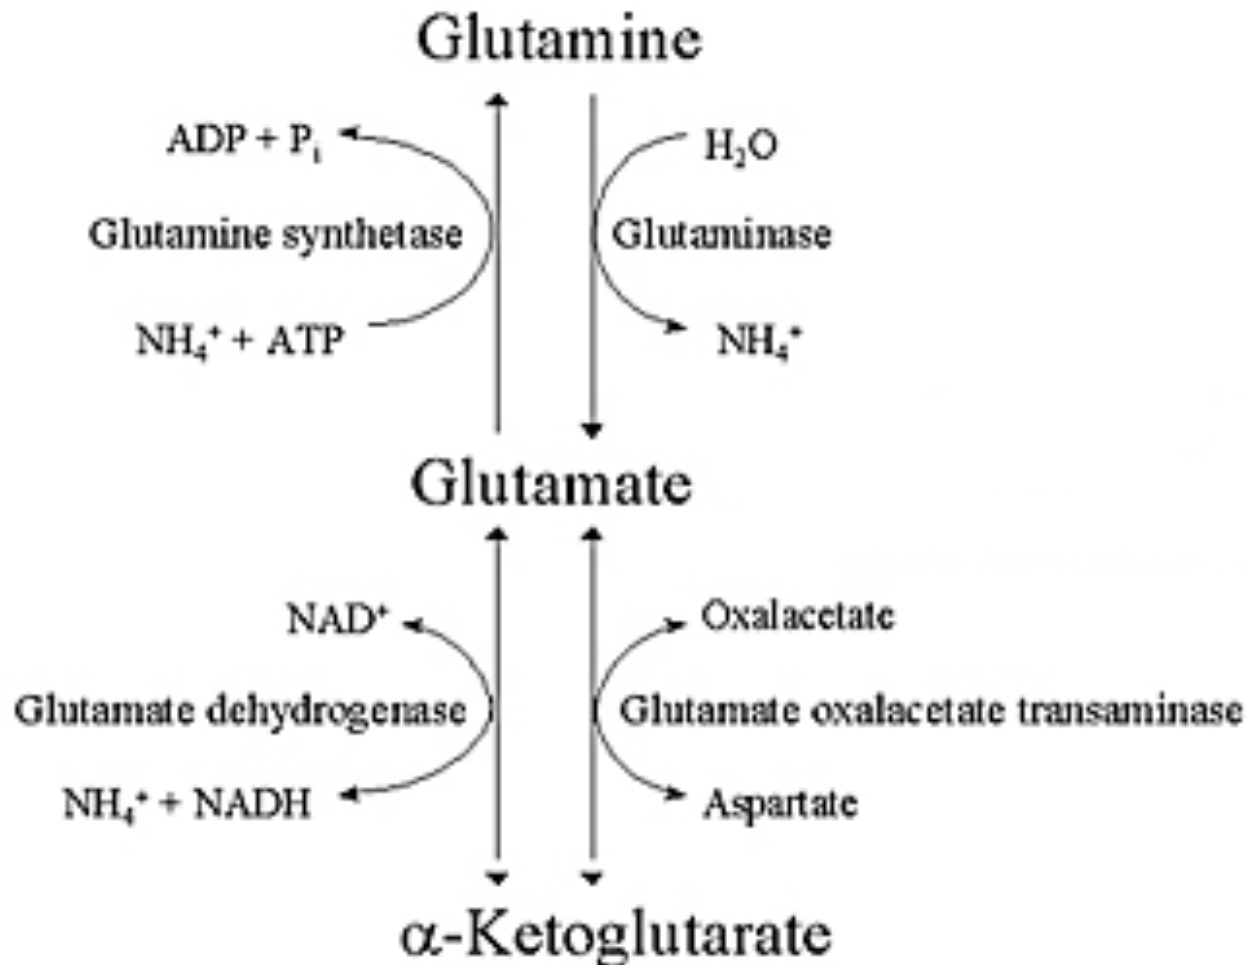 Glutamine
ADP + Pi
H₂O
Glutamine synthetase
Glutaminase
NH₄⁺ + ATP
NH₄⁺
Glutamate
NAD⁺
Oxalacetate
Glutamate dehydrogenase
Glutamate oxalacetate transaminase
NH₄⁺ + NADH
Aspartate
α-Ketoglutarate